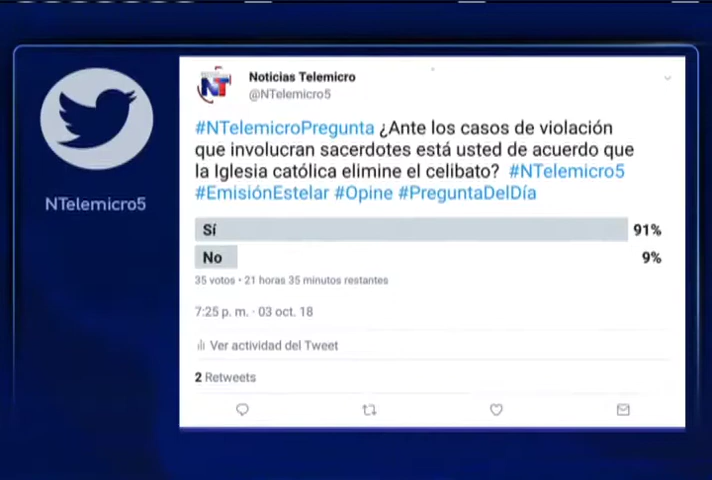 NT
Noticias Telemicro
@NTelemicro5
#NTelemicroPregunta ¿Ante los casos de violación
que involucran sacerdotes está usted de acuerdo que
la Iglesia católica elimine el celibato? #NTelemicro5
#EmisiónEstelar #Opine #PreguntaDelDía
NTelemicro5
Sí 91%
No 9%
35 votos • 21 horas 35 minutos restantes
7:25 p. m. · 03 oct. 18
Ver actividad del Tweet
2 Retweets